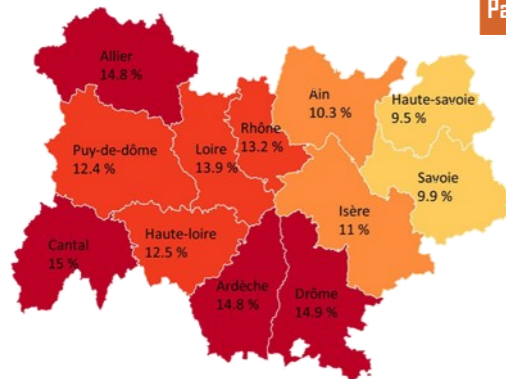 Pa
Allier
14.8 %
Ain
10.3 %
Haute-savoie
9.5 %
Rhône
13.2 %
Puy-de-dôme
12.4 %
Loire
13.9 %
Savoie
9.9 %
Isère
11 %
Cantal
15 %
Haute-loire
12.5 %
Ardèche
14.8 %
Drôme
14.9 %